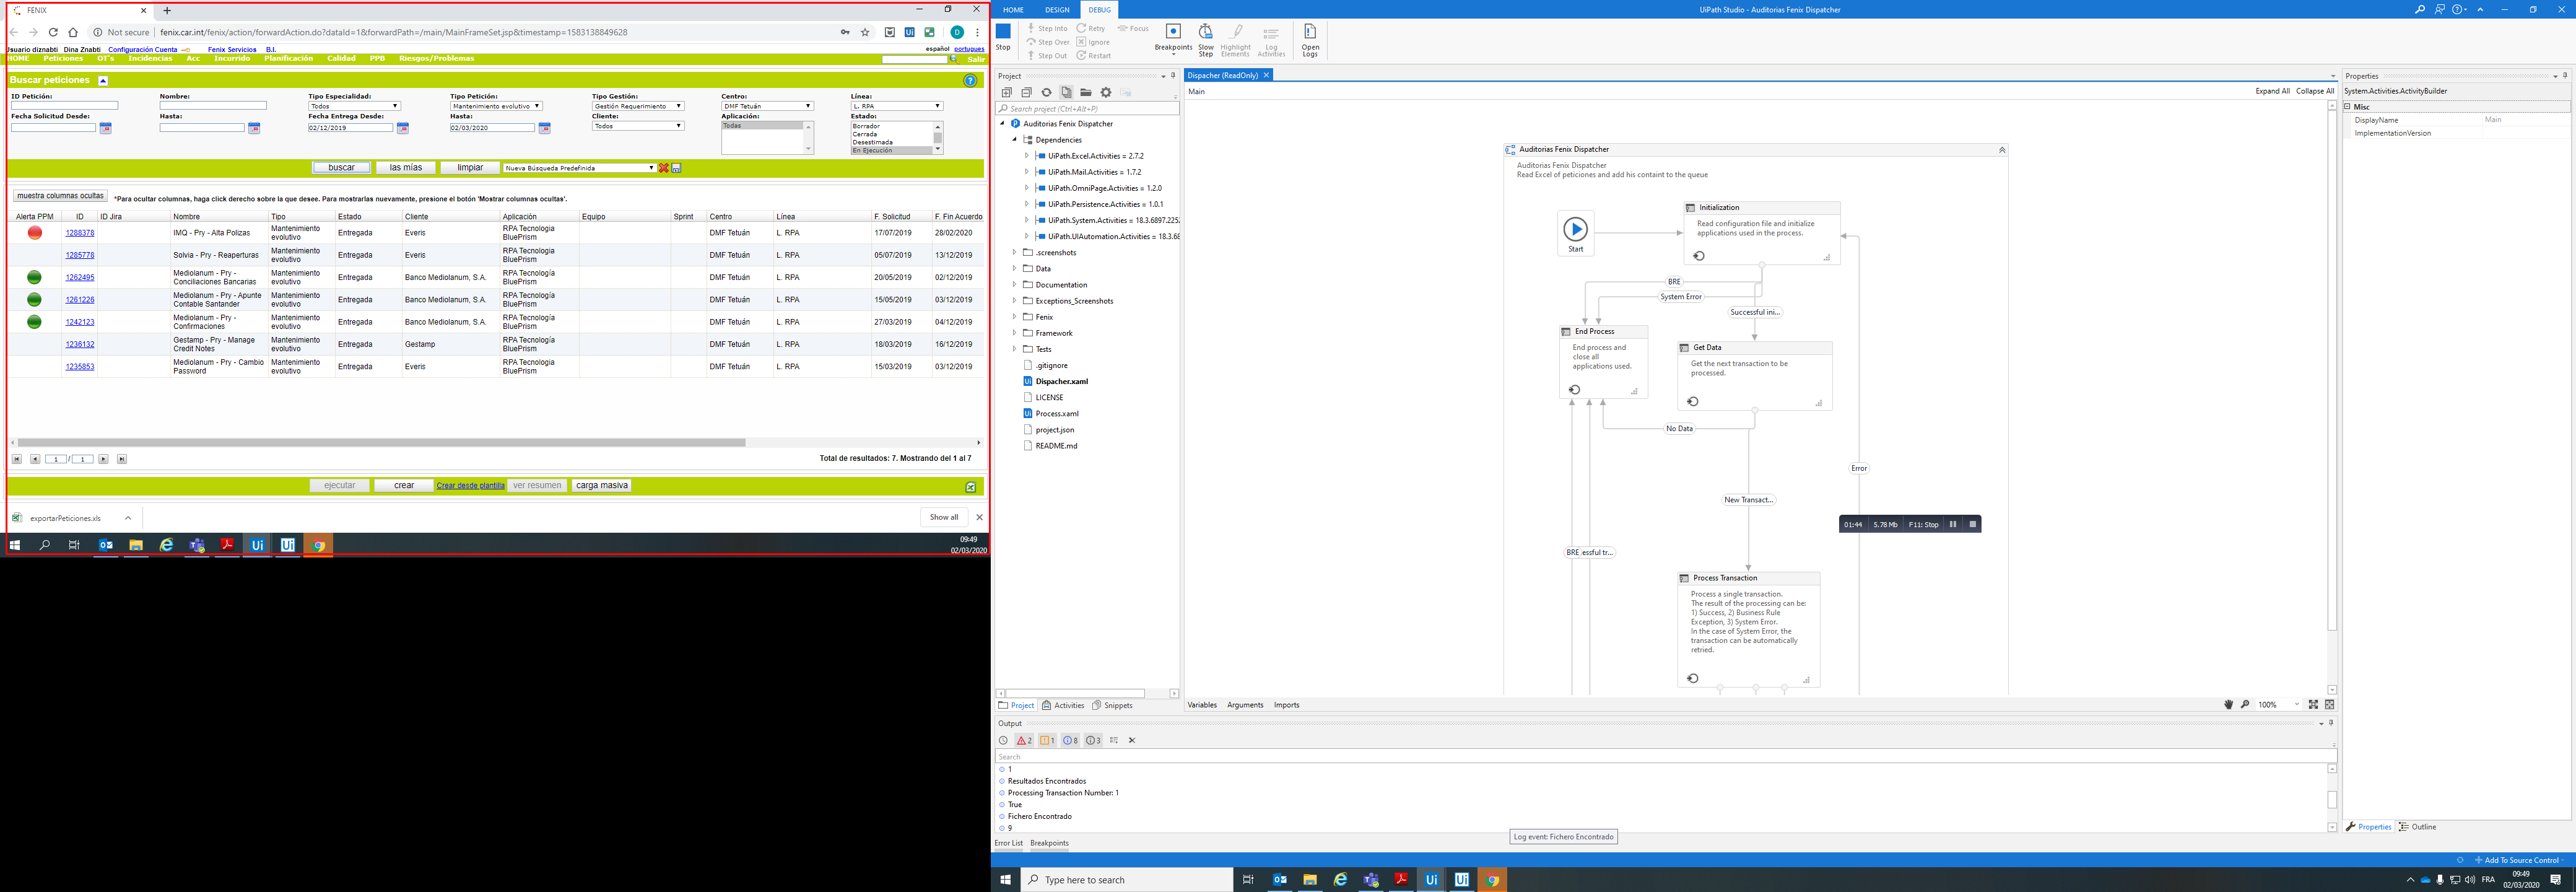 FENIX
Not secure | fenix.car.int/fenix/action/forwardAction.do?dataId=1&forwardPath=/main/MainFrameSet.jsp&timestamp=1583138849628
Usuario diznabti Dina Znabti Configuración Cuenta Fenix Servicios B.I. español portugues
HOME Peticiones OT's Incidencias Acc Incurrido Planificación Calidad PPB Riesgos/Problemas Salir
Buscar peticiones
ID Petición: Nombre: Tipo Especialidad: Tipo Petición: Tipo Gestión: Centro: Línea:
Todos Mantenimiento evolutivo Gestión Requerimiento DMF Tetuán L. RPA
Fecha Solicitud Desde: Hasta: Fecha Entrega Desde: Hasta: Cliente: Aplicación: Estado:
02/12/2019 02/03/2020 Todos Todas Borrador
Cerrada
Desestimada
En Ejecución
buscar las mías limpiar Nueva Búsqueda Predefinida
muestra columnas ocultas *Para ocultar columnas, haga click derecho sobre la que desee. Para mostrarlas nuevamente, presione el botón 'Mostrar columnas ocultas'.
Alerta PPM ID ID Jira Nombre Tipo Estado Cliente Aplicación Equipo Sprint Centro Línea F. Solicitud F. Fin Acuerdo
1288378 IMQ - Pry - Alta Polizas Mantenimiento evolutivo Entregada Everis RPA Tecnologia BluePrism DMF Tetuán L. RPA 17/07/2019 28/02/2020
1285778 Solvia - Pry - Reaperturas Mantenimiento evolutivo Entregada Everis RPA Tecnología BluePrism DMF Tetuán L. RPA 05/07/2019 13/12/2019
1262495 Mediolanum - Pry - Conciliaciones Bancarias Mantenimiento evolutivo Entregada Banco Mediolanum, S.A. RPA Tecnología BluePrism DMF Tetuán L. RPA 20/05/2019 02/12/2019
1261226 Mediolanum - Pry - Apunte Contable Santander Mantenimiento evolutivo Entregada Banco Mediolanum, S.A. RPA Tecnología BluePrism DMF Tetuán L. RPA 15/05/2019 03/12/2019
1242123 Mediolanum - Pry - Confirmaciones Mantenimiento evolutivo Entregada Banco Mediolanum, S.A. RPA Tecnología BluePrism DMF Tetuán L. RPA 27/03/2019 04/12/2019
1236132 Gestamp - Pry - Manage Credit Notes Mantenimiento evolutivo Entregada Gestamp RPA Tecnología BluePrism DMF Tetuán L. RPA 18/03/2019 16/12/2019
1235853 Mediolanum - Pry - Cambio Password Mantenimiento evolutivo Entregada Everis RPA Tecnología BluePrism DMF Tetuán L. RPA 15/03/2019 03/12/2019
1 / 1 Total de resultados: 7. Mostrando del 1 al 7
ejecutar crear Crear desde plantilla ver resumen carga masiva
exportarPeticiones.xls Show all
09:49
02/03/2020
HOME DESIGN DEBUG UiPath Studio - Auditorias Fenix Dispatcher
Stop
Step Into Retry Focus
Step Over Ignore
Step Out Restart
Breakpoints Slow Step Highlight Elements Log Activities Open Logs
Project
Search project (Ctrl+Alt+P)
Auditorias Fenix Dispatcher
Dependencies
UiPath.Excel.Activities = 2.7.2
UiPath.Mail.Activities = 1.7.2
UiPath.OmniPage.Activities = 1.2.0
UiPath.Persistence.Activities = 1.0.1
UiPath.System.Activities = 18.3.6897.225
UiPath.UIAutomation.Activities = 18.3.68
.screenshots
Data
Documentation
Exceptions_Screenshots
Fenix
Framework
Tests
.gitignore
Dispacher.xaml
LICENSE
Process.xaml
project.json
README.md
Project Activities Snippets
Dispacher (ReadOnly)
Main Expand All Collapse All
Auditorias Fenix Dispatcher
Auditorias Fenix Dispatcher
Read Excel of peticiones and add his containt to the queue
Start
Initialization
Read configuration file and initialize
applications used in the process.
BRE
System Error
Successful ini...
End Process
End process and
close all
applications used.
Get Data
Get the next transaction to be
processed.
No Data
Error
New Transact...
01:44 5.78 Mb F11: Stop
BRE essful tr...
Process Transaction
Process a single transaction.
The result of the processing can be:
1) Success, 2) Business Rule
Exception, 3) System Error.
In the case of System Error, the
transaction can be automatically
retried.
Variables Arguments Imports 100%
Output
2 1 8 3
Search
1
Resultados Encontrados
Processing Transaction Number: 1
True
Fichero Encontrado
9
Log event: Fichero Encontrado
Error List Breakpoints
Properties
System.Activities.ActivityBuilder
Misc
DisplayName Main
ImplementationVersion
Properties Outline
Add To Source Control
Type here to search
FRA
09:49
02/03/2020